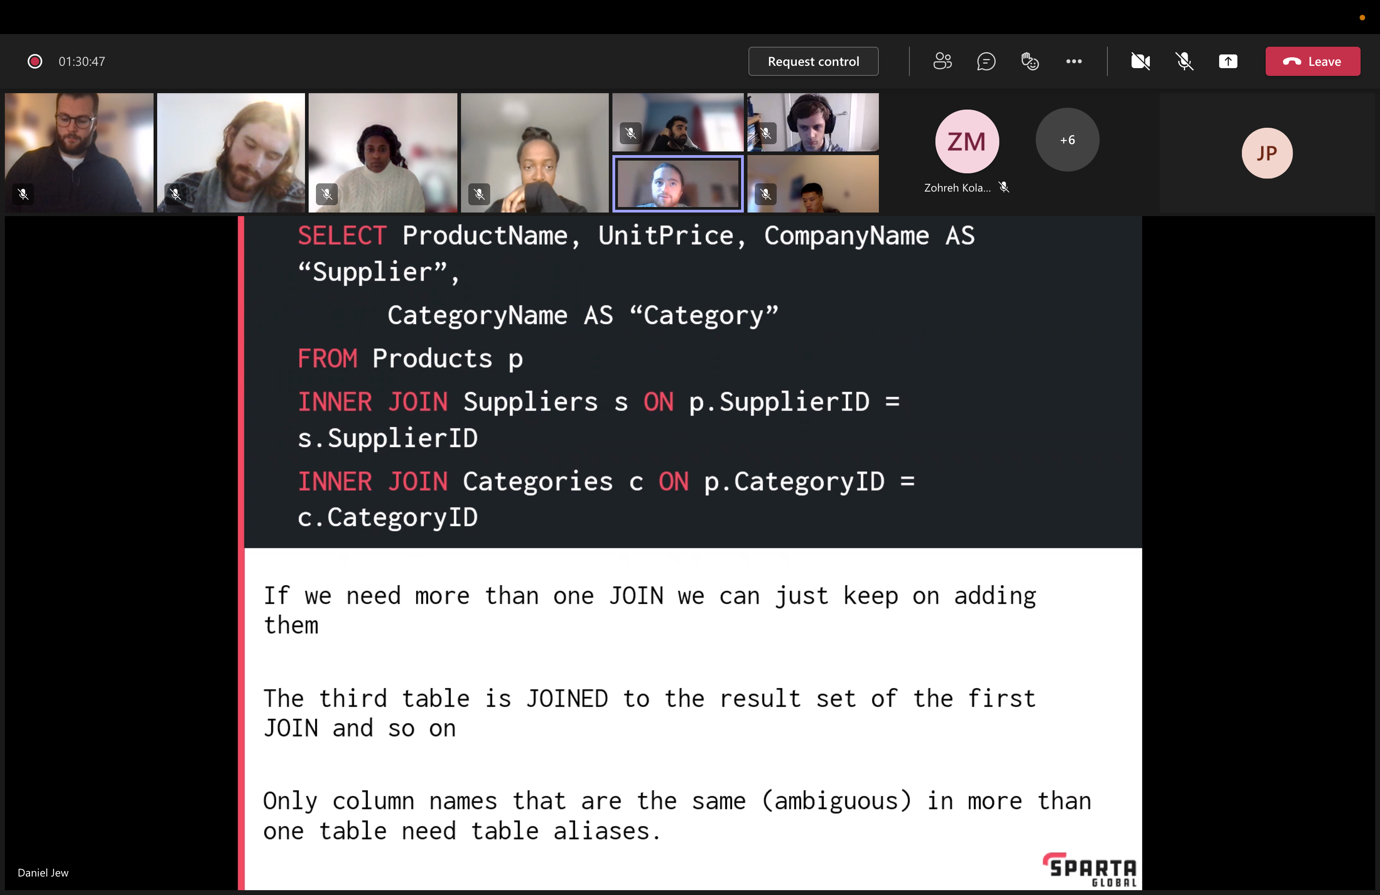 01:30:47
Request control
Leave
ZM
+6
JP
Zohreh Kola...
SELECT ProductName, UnitPrice, CompanyName AS
“Supplier”,
CategoryName AS “Category”
FROM Products p
INNER JOIN Suppliers s ON p.SupplierID =
s.SupplierID
INNER JOIN Categories c ON p.CategoryID =
c.CategoryID
If we need more than one JOIN we can just keep on adding
them
The third table is JOINED to the result set of the first
JOIN and so on
Only column names that are the same (ambiguous) in more than
one table need table aliases.
Daniel Jew
SPARTA
GLOBAL